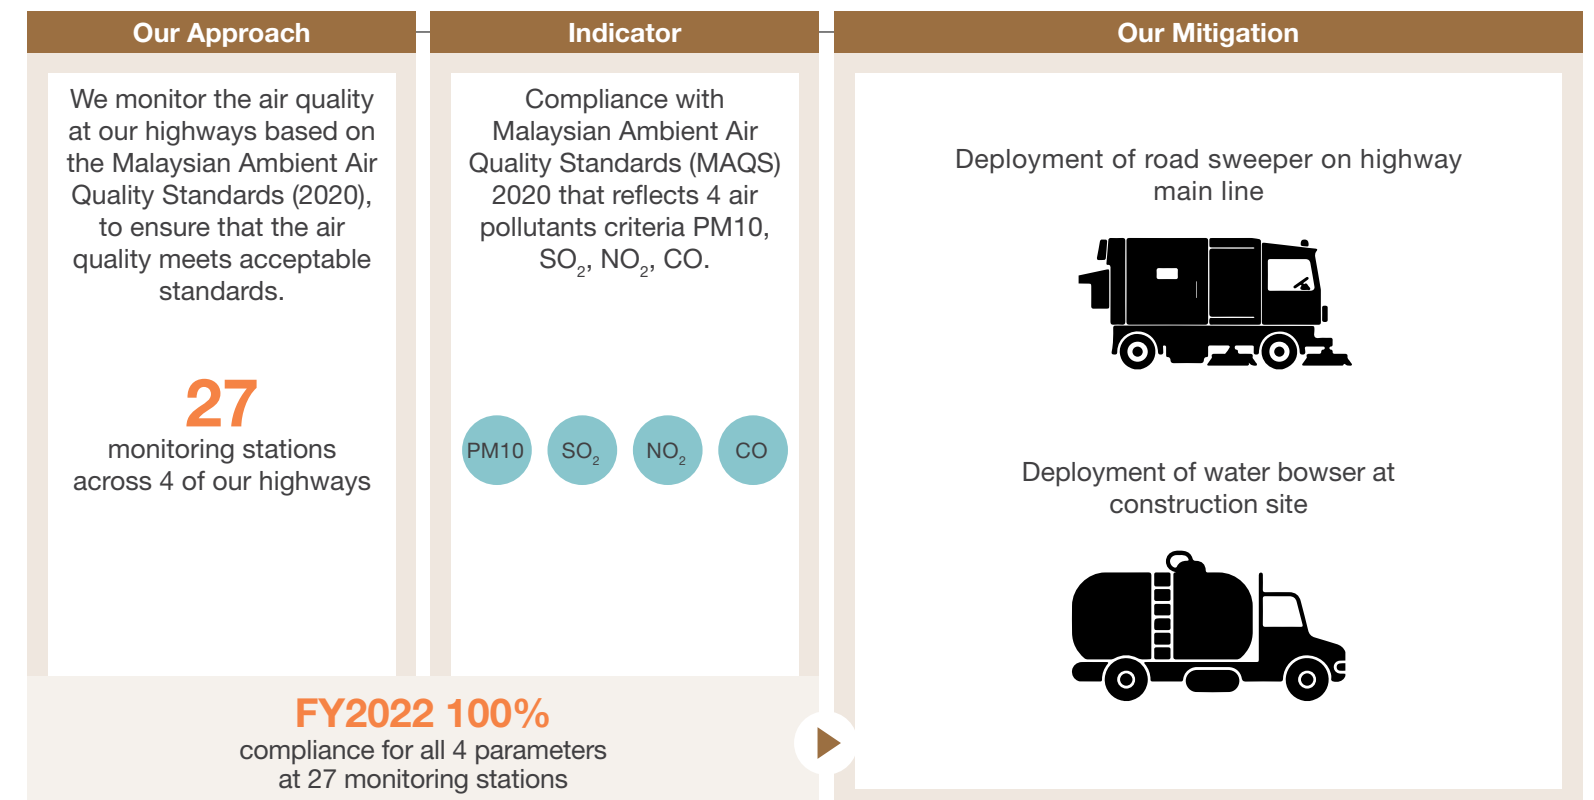 Our Approach
We monitor the air quality
at our highways based on
the Malaysian Ambient Air
Quality Standards (2020),
to ensure that the air
quality meets acceptable
standards.
27
monitoring stations
across 4 of our highways
Indicator
Compliance with
Malaysian Ambient Air
Quality Standards (MAQS)
2020 that reflects 4 air
pollutants criteria PM10,
SO₂, NO₂, CO.
PM10 SO₂ NO₂ CO
FY2022 100%
compliance for all 4 parameters
at 27 monitoring stations
Our Mitigation
Deployment of road sweeper on highway
main line
Deployment of water bowser at
construction site